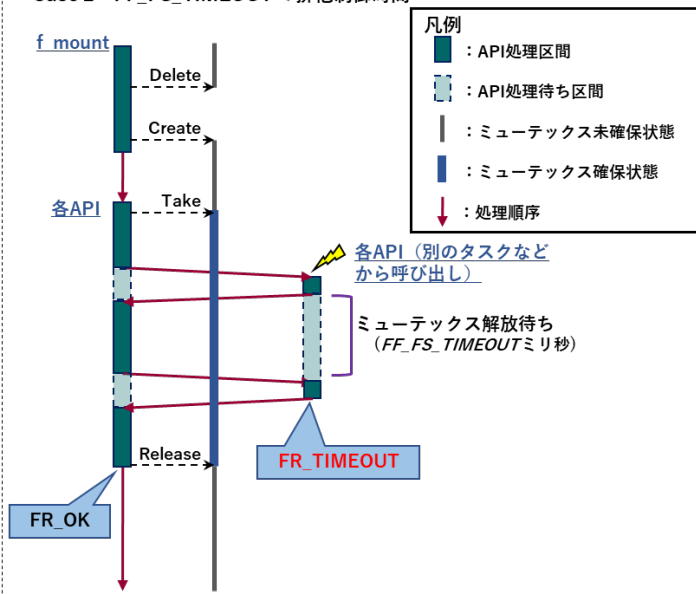 f_mount
Delete
Create
各API
Take
凡例
：API処理区間
：API処理待ち区間
：ミューテックス未確保状態
：ミューテックス確保状態
：処理順序
各API（別のタスクなど
から呼び出し）
ミューテックス解放待ち
（FF_FS_TIMEOUTミリ秒）
Release
FR_TIMEOUT
FR_OK